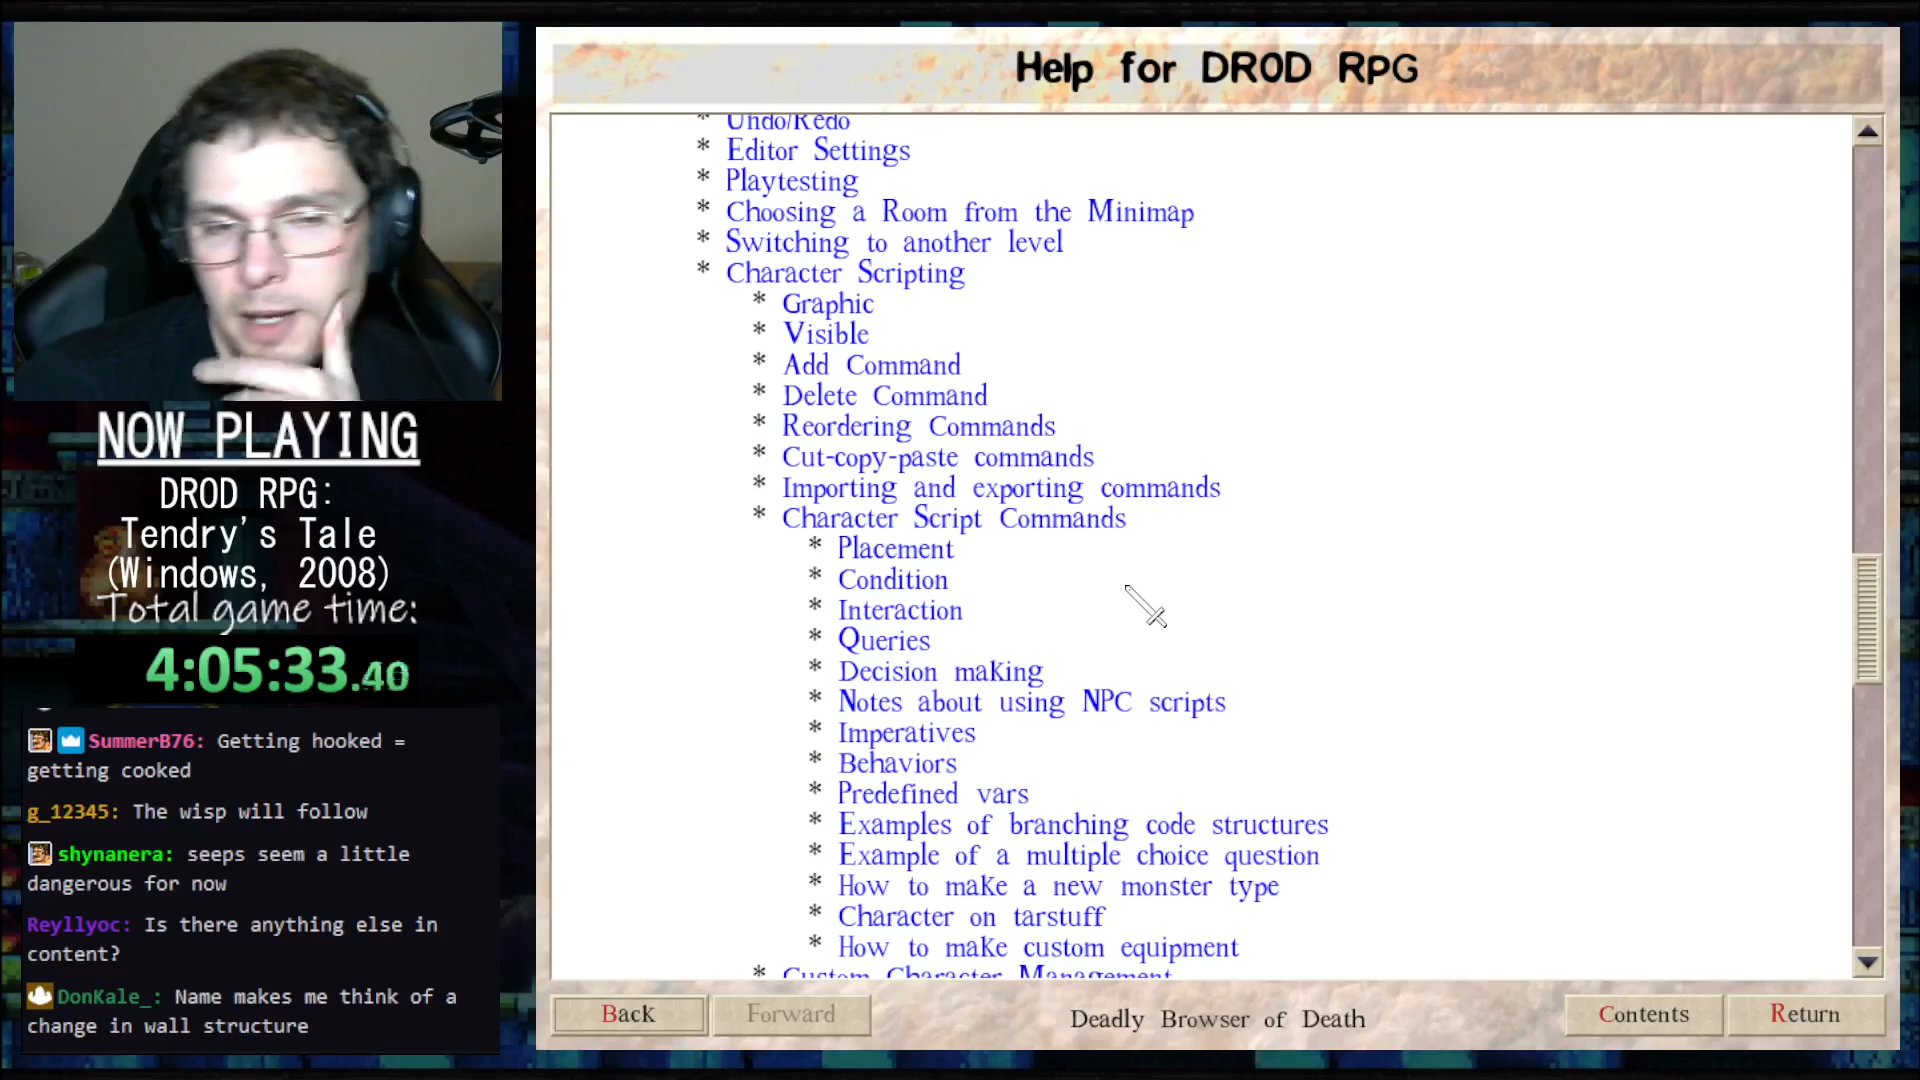 Help for DROD RPG
* Undo/Redo
* Editor Settings
* Playtesting
* Choosing a Room from the Minimap
* Switching to another level
* Character Scripting
* Graphic
* Visible
* Add Command
* Delete Command
* Reordering Commands
* Cut-copy-paste commands
* Importing and exporting commands
* Character Script Commands
* Placement
* Condition
* Interaction
* Queries
* Decision making
* Notes about using NPC scripts
* Imperatives
* Behaviors
* Predefined vars
* Examples of branching code structures
* Example of a multiple choice question
* How to make a new monster type
* Character on tarstuff
* How to make custom equipment
* Custom Character Management
Back
Forward
Deadly Browser of Death
Contents
Return
NOW PLAYING
DROD RPG:
Tendry's Tale
(Windows, 2008)
Total game time:
4:05:33.40
SummerB76: Getting hooked =
getting cooked
g_12345: The wisp will follow
shynanera: seeps seem a little
dangerous for now
Reyllyoc: Is there anything else in
content?
DonKale_: Name makes me think of a
change in wall structure